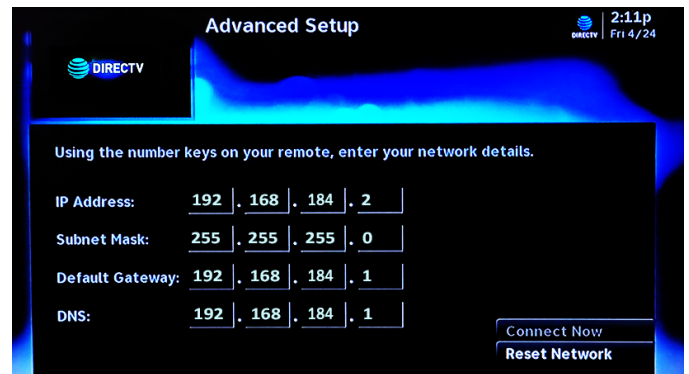 Advanced Setup
DIRECTV
2:11p
Fri 4/24
DIRECTV
Using the number keys on your remote, enter your network details.
IP Address: 192 . 168 . 184 . 2
Subnet Mask: 255 . 255 . 255 . 0
Default Gateway: 192 . 168 . 184 . 1
DNS: 192 . 168 . 184 . 1
Connect Now
Reset Network